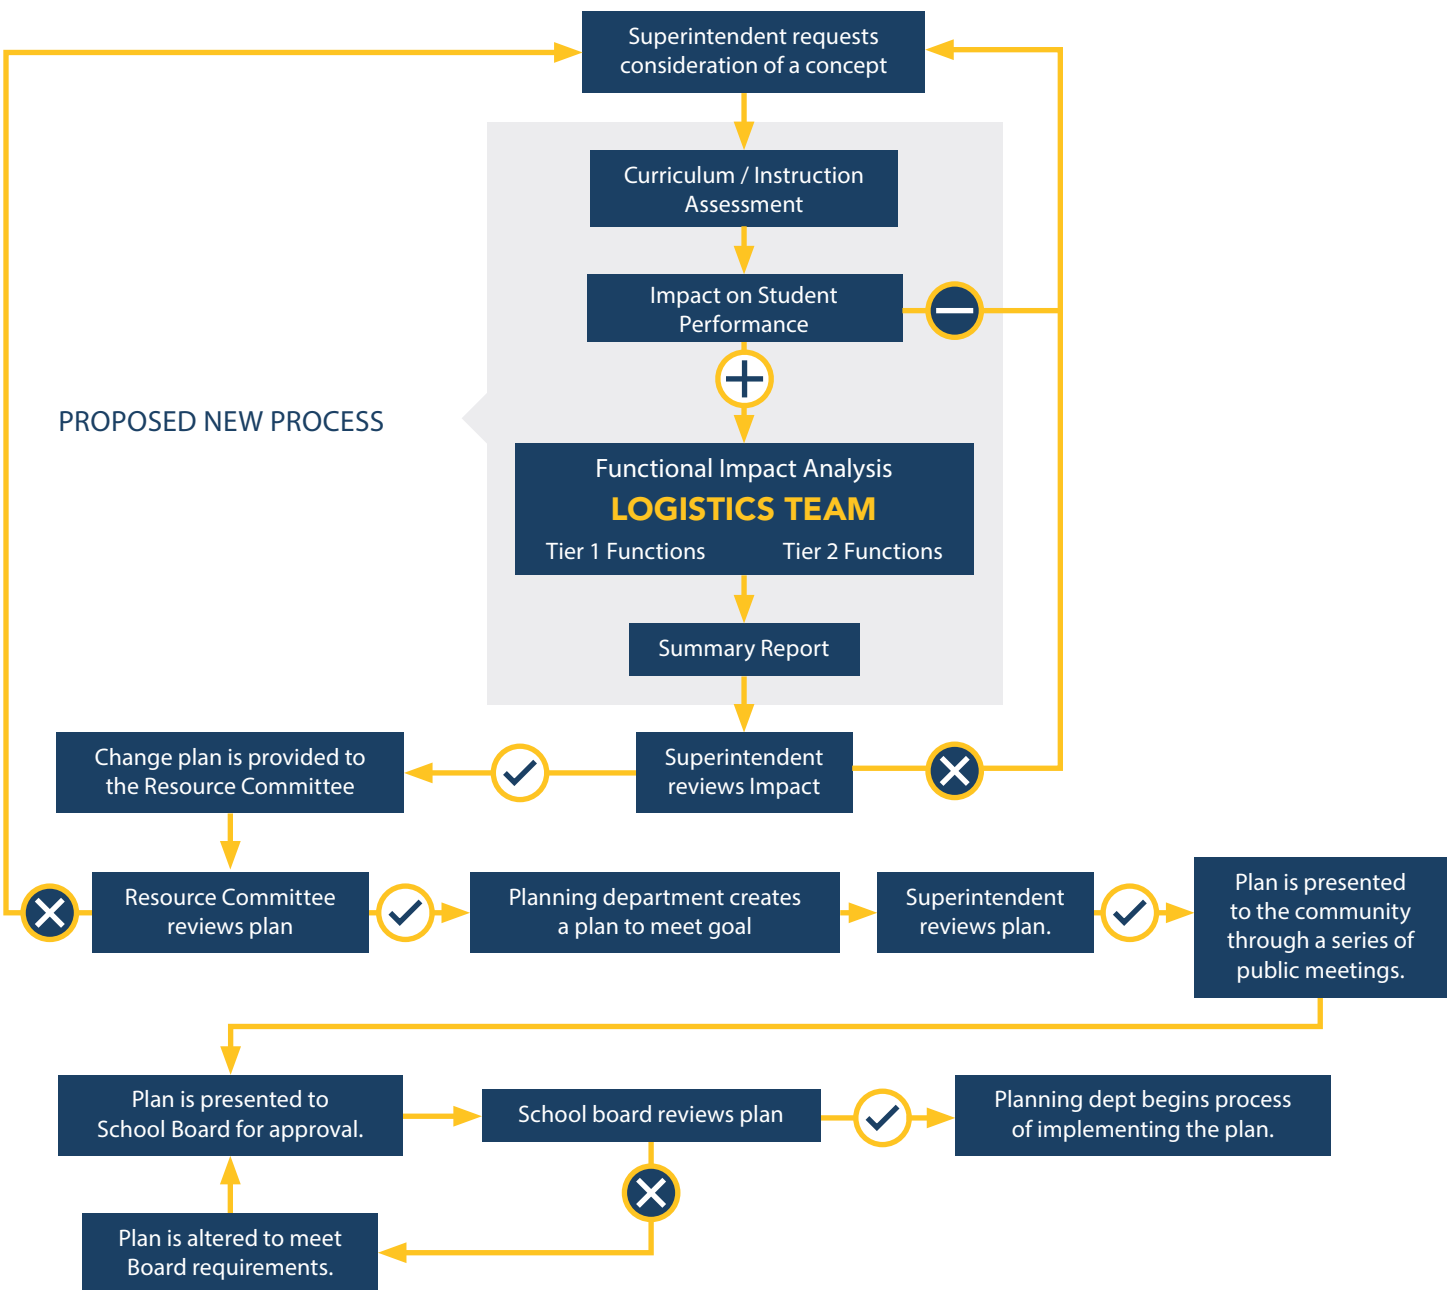 Superintendent requests
consideration of a concept
Curriculum / Instruction
Assessment
Impact on Student
Performance
PROPOSED NEW PROCESS
Functional Impact Analysis
LOGISTICS TEAM
Tier 1 Functions
Tier 2 Functions
Summary Report
Change plan is provided to
the Resource Committee
Superintendent
reviews Impact
Resource Committee
reviews plan
Planning department creates
a plan to meet goal
Superintendent
reviews plan.
Plan is presented
to the community
through a series of
public meetings.
Plan is presented to
School Board for approval.
School board reviews plan
Planning dept begins process
of implementing the plan.
Plan is altered to meet
Board requirements.